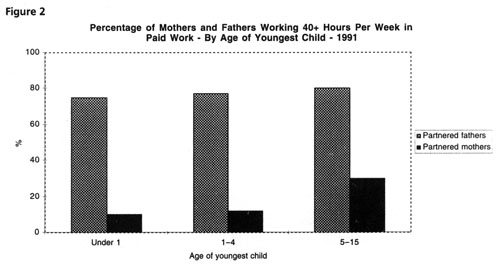 Figure 2
Percentage of Mothers and Fathers Working 40+ Hours Per Week in
Paid Work - By Age of Youngest Child - 1991
100
80
60
40
20
0
%
Under 1
1–4
5–15
Age of youngest child
Partnered fathers
Partnered mothers